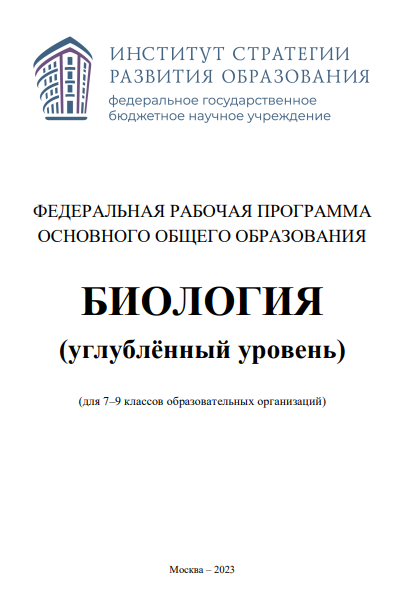 ИНСТИТУТ СТРАТЕГИИ
РАЗВИТИЯ ОБРАЗОВАНИЯ
федеральное государственное
бюджетное научное учреждение
ФЕДЕРАЛЬНАЯ РАБОЧАЯ ПРОГРАММА
ОСНОВНОГО ОБЩЕГО ОБРАЗОВАНИЯ
БИОЛОГИЯ
(углублённый уровень)
(для 7–9 классов образовательных организаций)
Москва – 2023